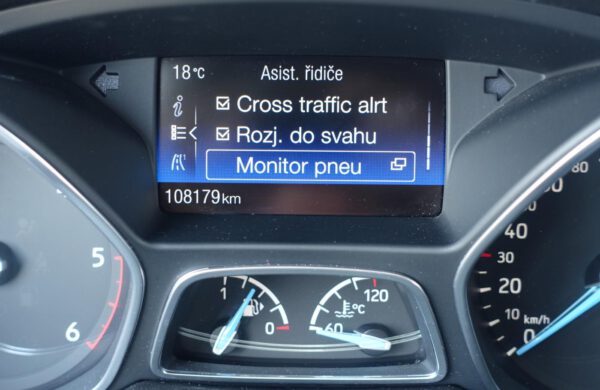 18°C Asist. řidiče
Cross traffic alrt
Rozj. do svahu
Monitor pneu
108179km
5
6
1
0
120
°C
60
60
40
30
20
10
km/h
0